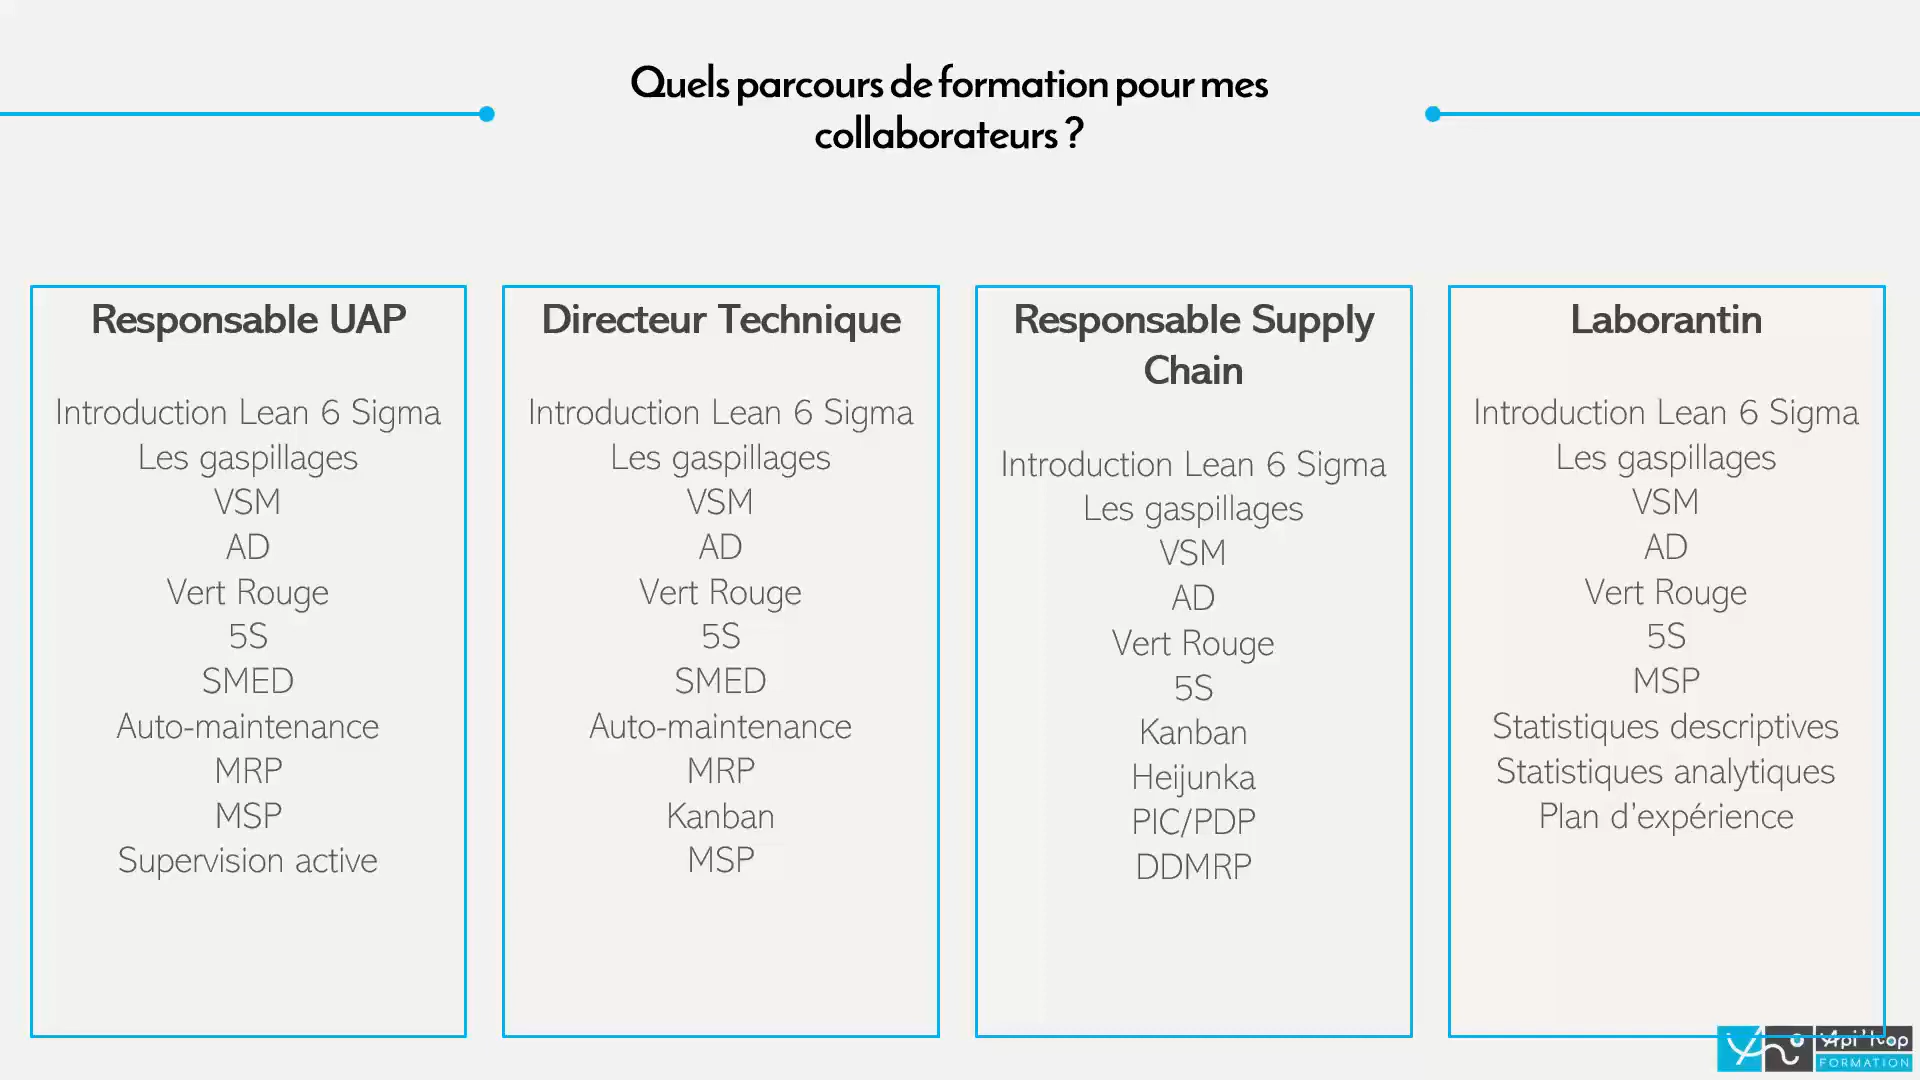 Quels parcours de formation pour mes
collaborateurs ?
Responsable UAP
Introduction Lean 6 Sigma
Les gaspillages
VSM
AD
Vert Rouge
5S
SMED
Auto-maintenance
MRP
MSP
Supervision active
Directeur Technique
Introduction Lean 6 Sigma
Les gaspillages
VSM
AD
Vert Rouge
5S
SMED
Auto-maintenance
MRP
Kanban
MSP
Responsable Supply
Chain
Introduction Lean 6 Sigma
Les gaspillages
VSM
AD
Vert Rouge
5S
Kanban
Heijunka
PIC/PDP
DDMRP
Laborantin
Introduction Lean 6 Sigma
Les gaspillages
VSM
AD
Vert Rouge
5S
MSP
Statistiques descriptives
Statistiques analytiques
Plan d'expérience
FORMATION